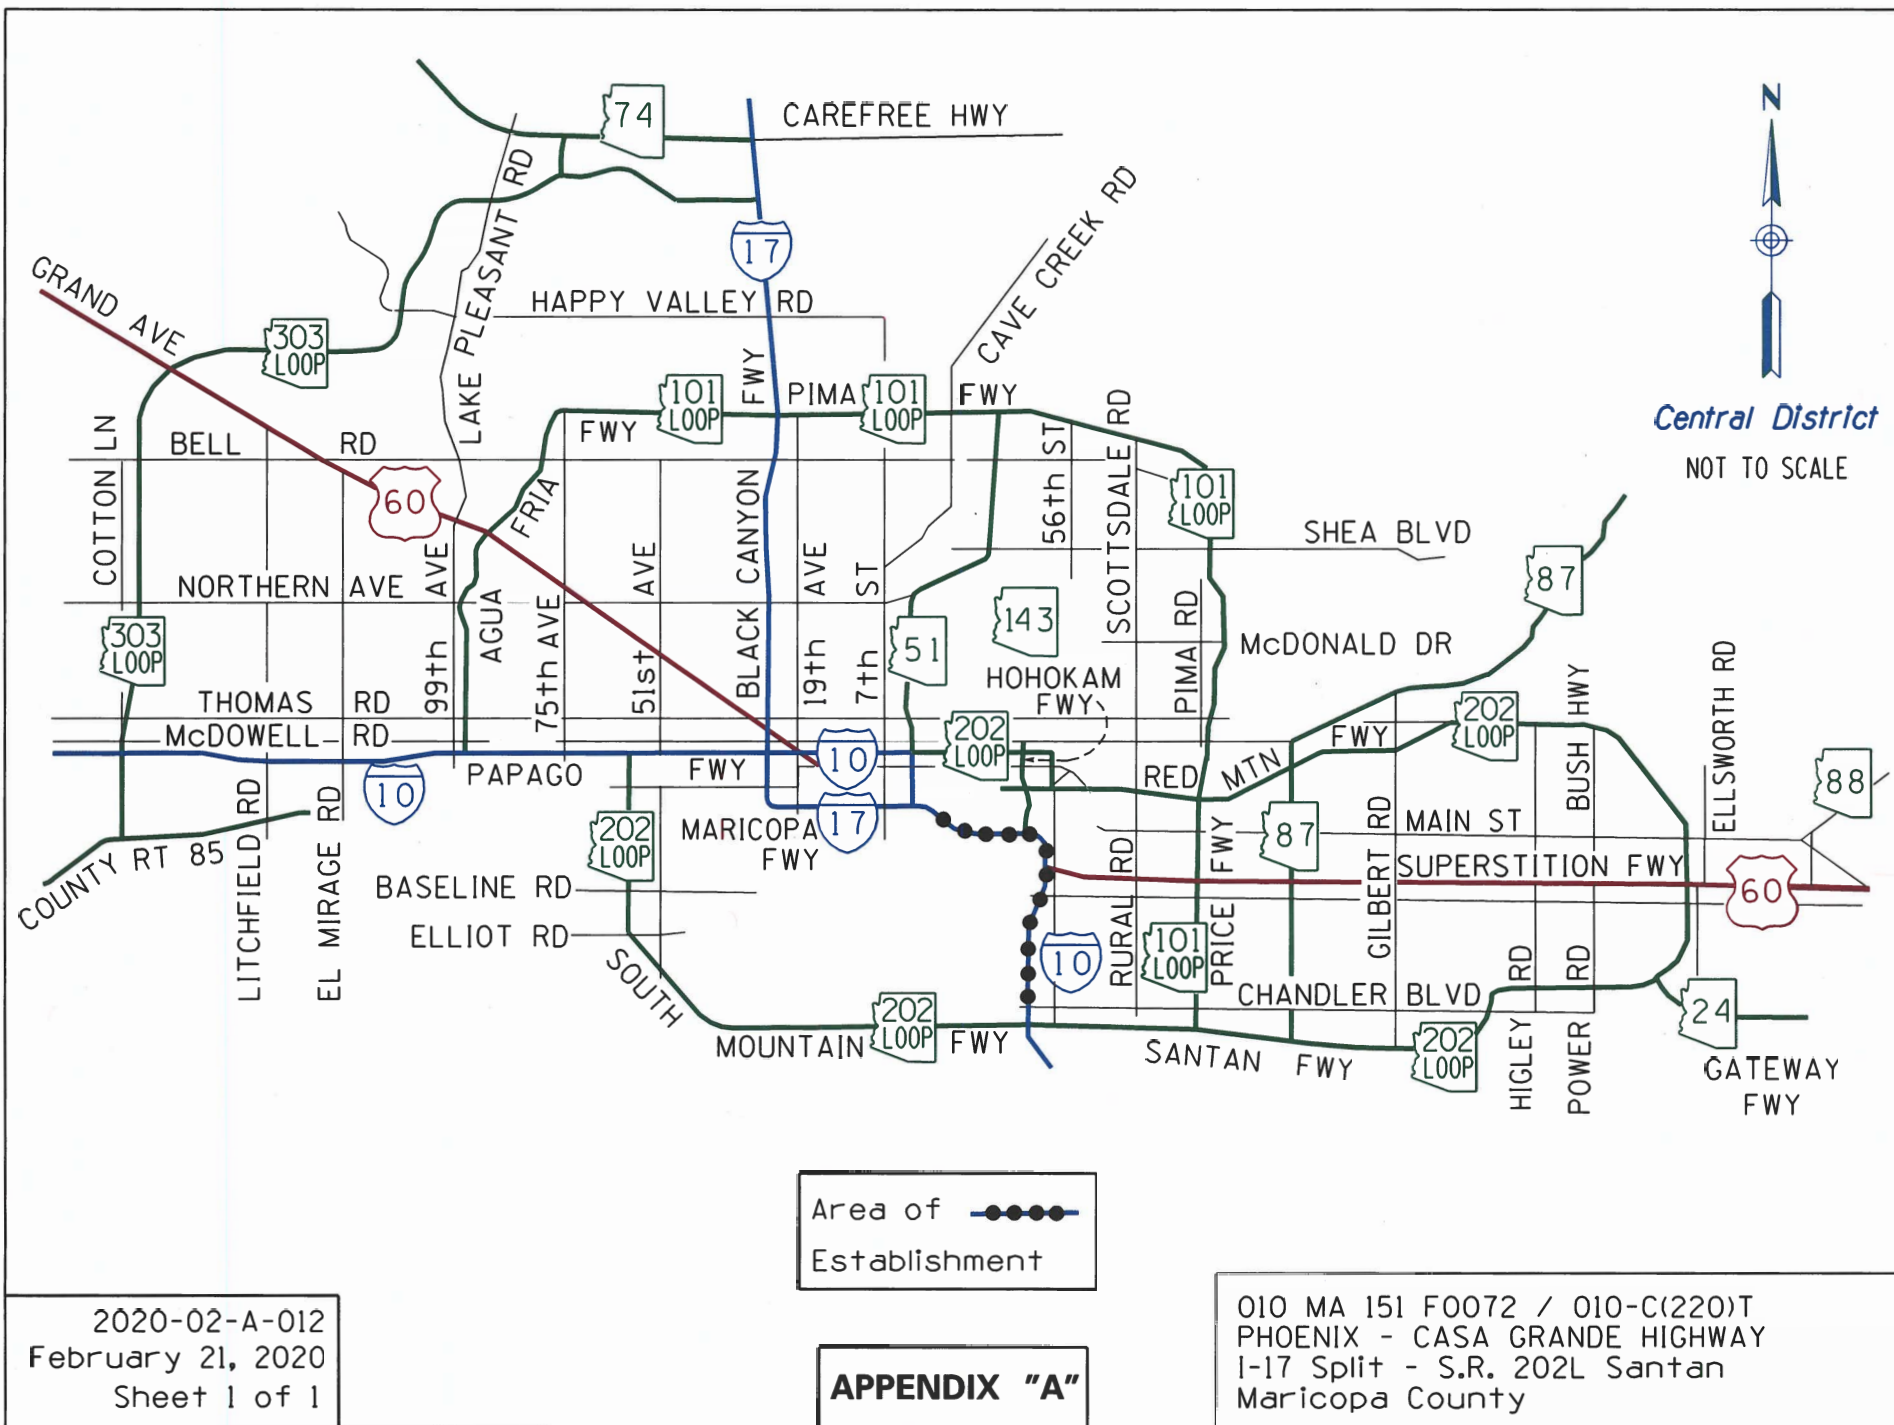 74
CAREFREE HWY
N
17
LAKE PLEASANT RD
CAVE CREEK RD
GRAND AVE
HAPPY VALLEY RD
303
LOOP
101
LOOP
FWY
PIMA
101
LOOP
FWY
Central District
NOT TO SCALE
COTTON LN
BELL RD
FWY
60
AGUA FRIA
BLACK CANYON
56th ST
SCOTTSDALE RD
101
LOOP
SHEA BLVD
87
NORTHERN AVE
99th AVE
75th AVE
51st AVE
BLACK CANYON
19th AVE
7th ST
143
51
PIMA RD
McDONALD DR
303
LOOP
HOHOKAM
FWY
THOMAS RD
McDOWELL RD
202
LOOP
202
LOOP
BUSH HWY
ELLSWORTH RD
10
PAPAGO FWY
10
RED MTN FWY
88
LITCHFIELD RD
EL MIRAGE RD
202
LOOP
MARICOPA
FWY
17
87
GILBERT RD
MAIN ST
COUNTY RT 85
SUPERSTITION FWY
60
BASELINE RD
ELLIOT RD
RURAL RD
PRICE FWY
10
101
LOOP
CHANDLER BLVD
HIGLEY RD
POWER RD
24
SOUTH MOUNTAIN FWY
202
LOOP
SANTAN FWY
202
LOOP
GATEWAY
FWY
Area of
Establishment
2020-02-A-012
February 21, 2020
Sheet 1 of 1
APPENDIX "A"
010 MA 151 F0072 / 010-C(220)T
PHOENIX - CASA GRANDE HIGHWAY
I-17 Split - S.R. 202L Santan
Maricopa County